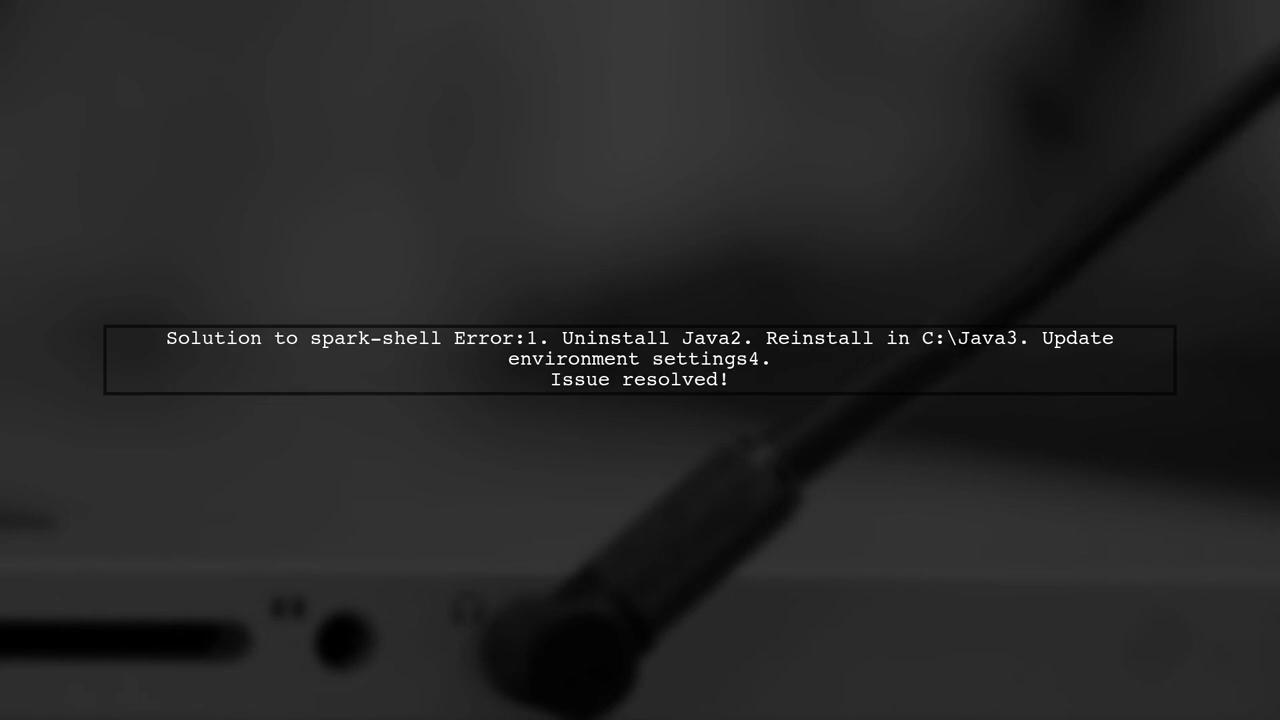 Solution to spark-shell Error:1. Uninstall Java2. Reinstall in C:\Java3. Update
environment settings4.
Issue resolved!